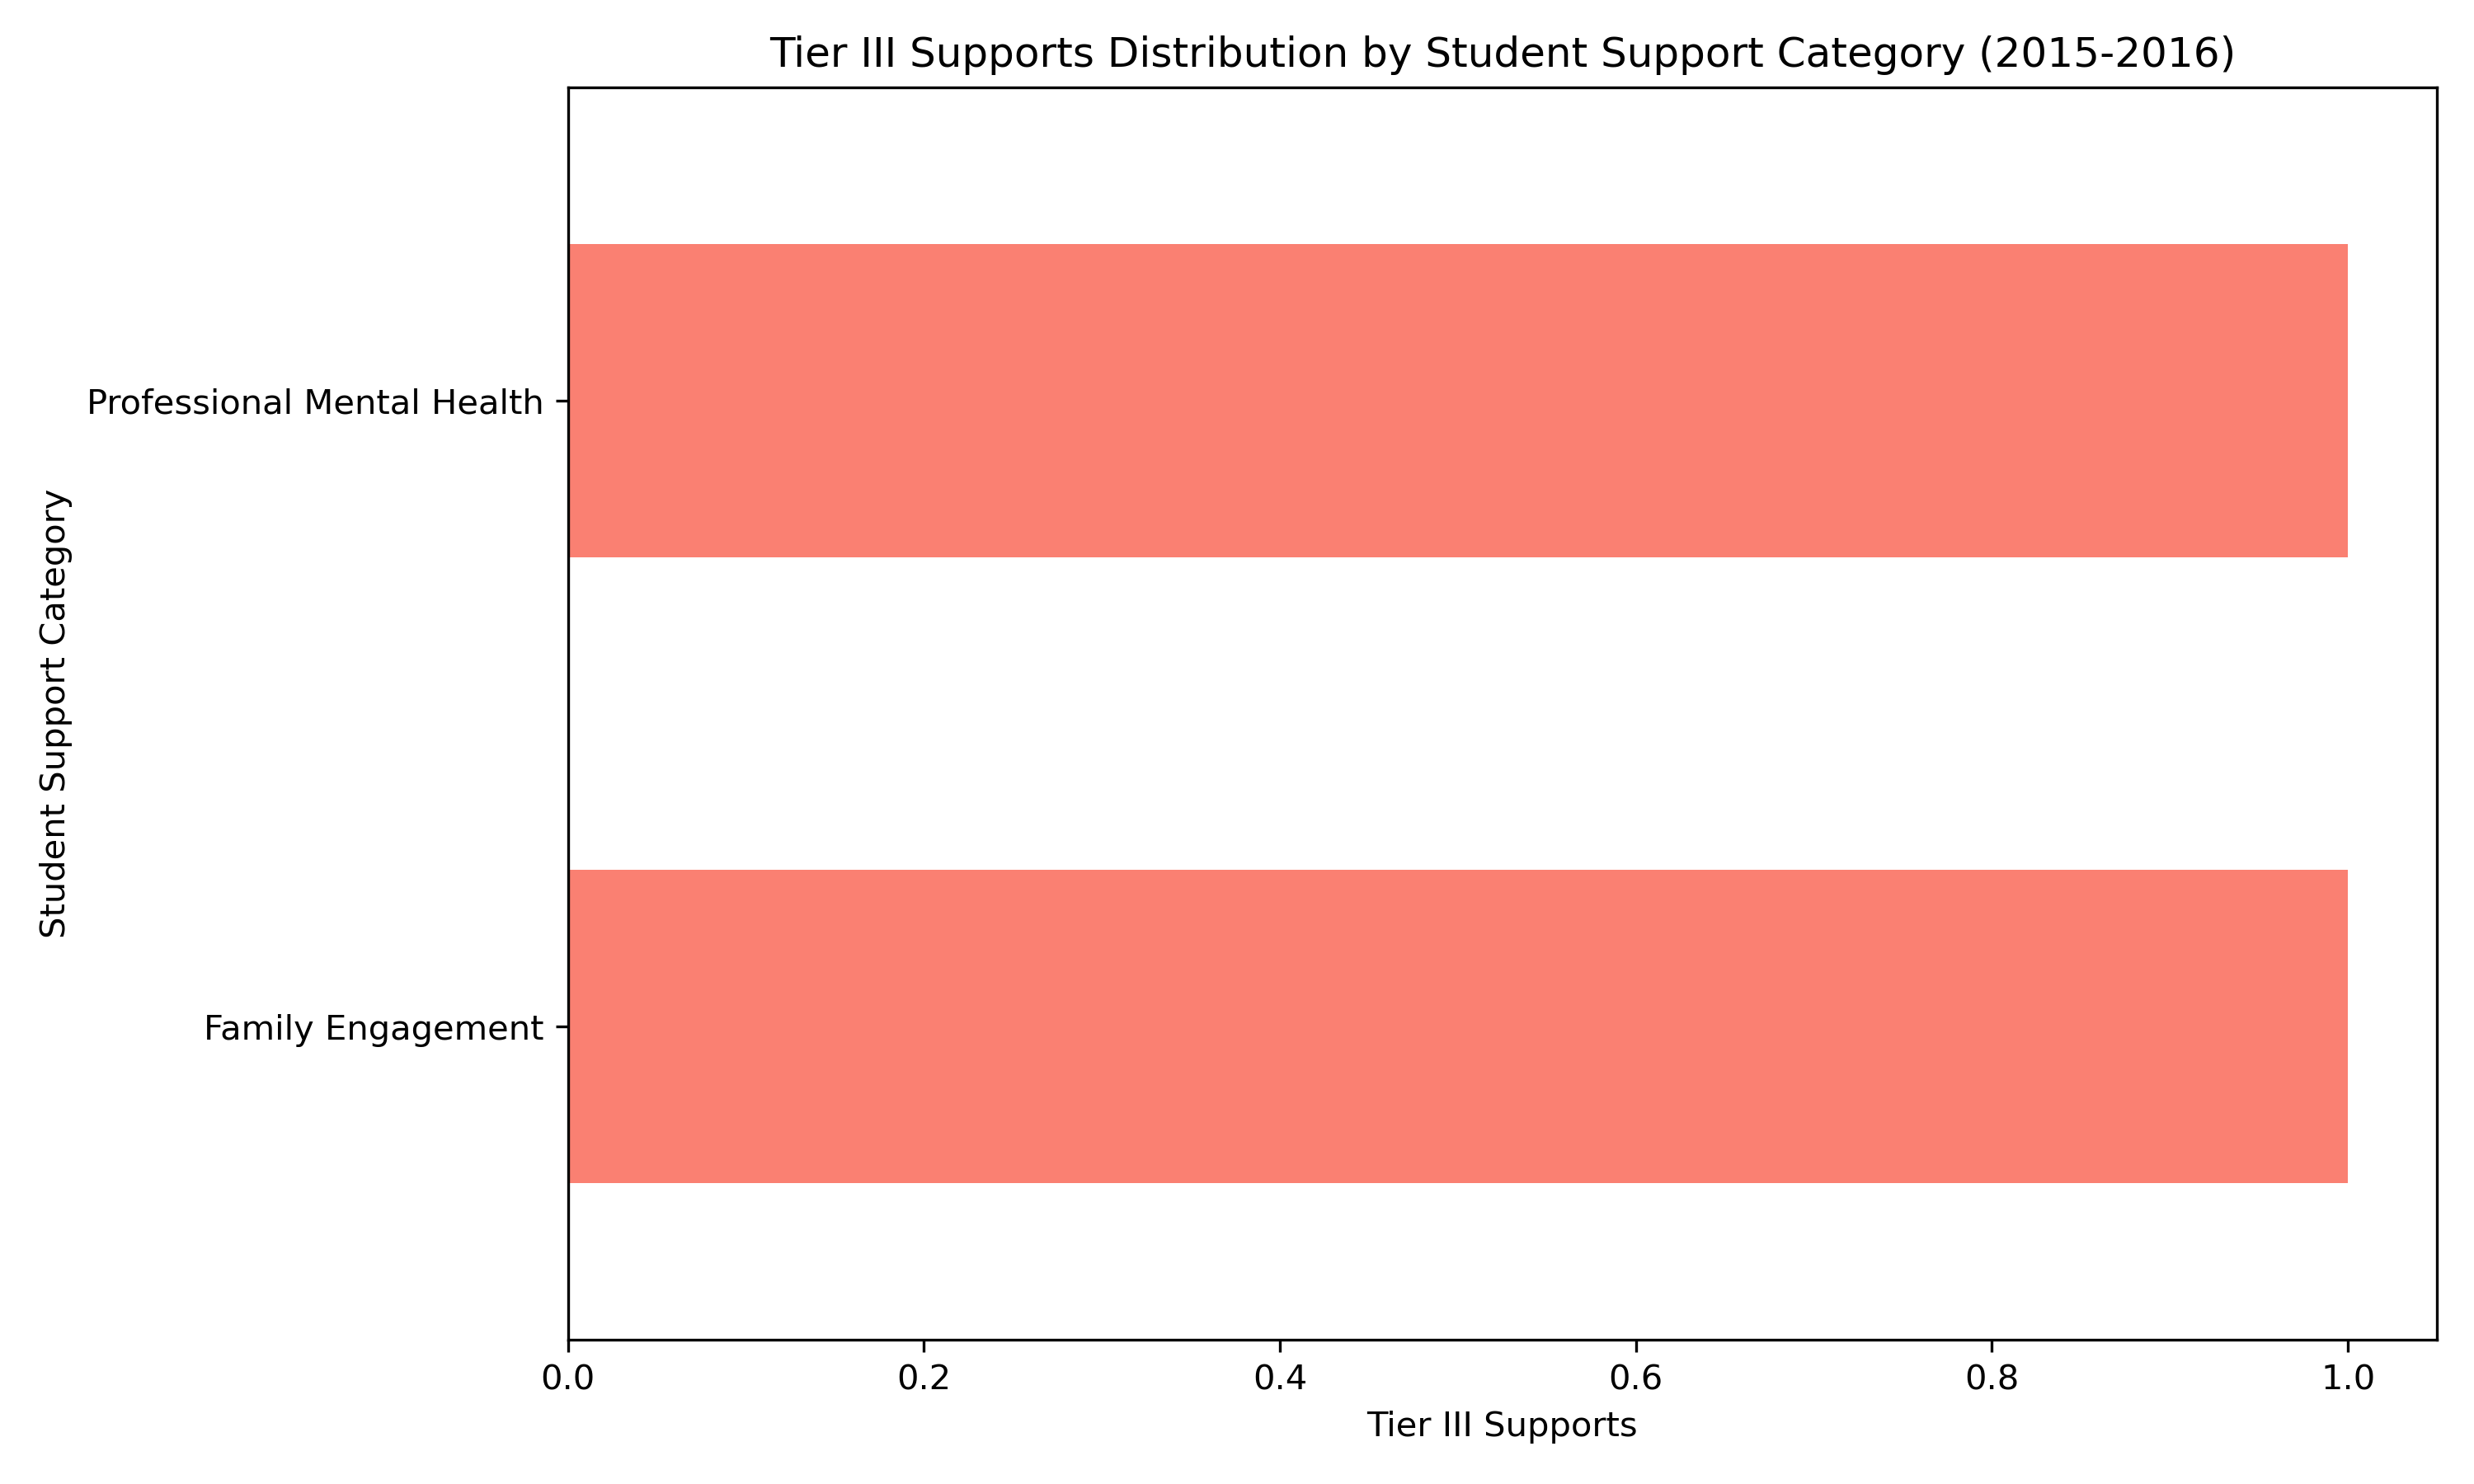 Tier III Supports Distribution by Student Support Category (2015-2016)
Student Support Category
Professional Mental Health
Family Engagement
0.0 0.2 0.4 0.6 0.8 1.0
Tier III Supports